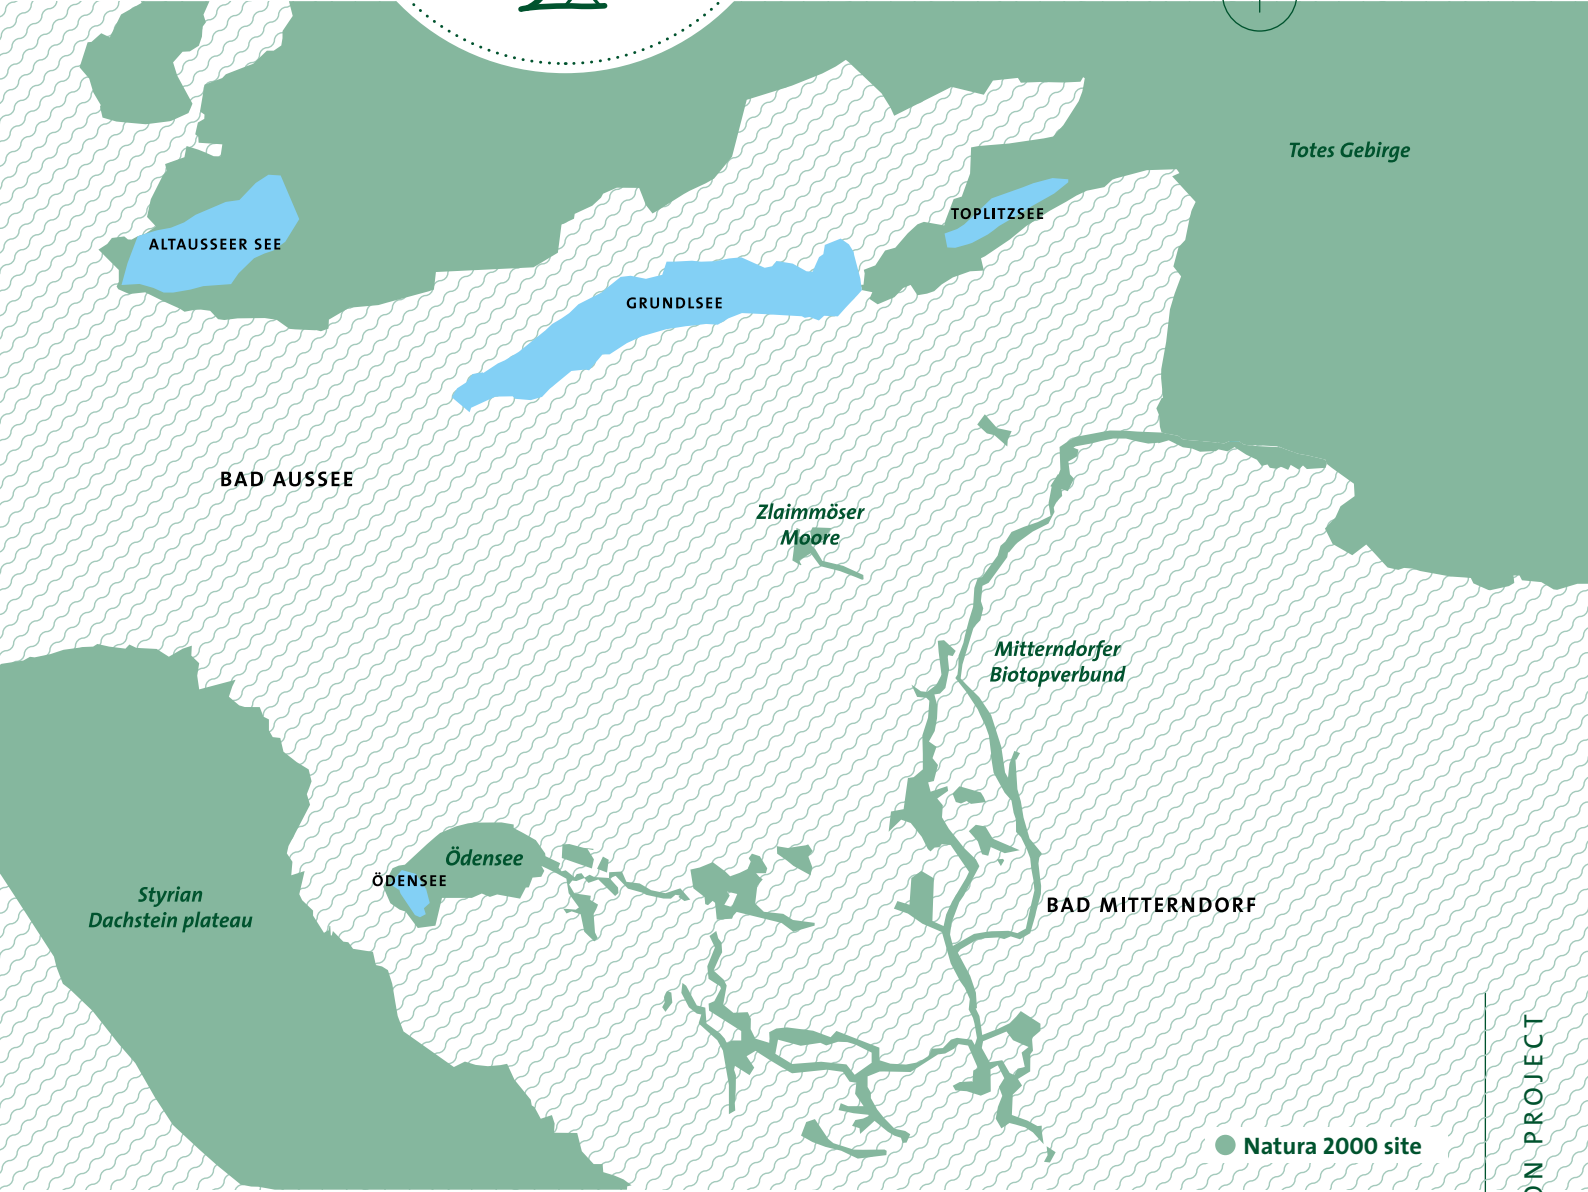 Totes Gebirge
TOPLITZSEE
ALTAUSSEER SEE
GRUNDLSEE
BAD AUSSEE
Zlaimmöser
Moore
Mitterndorfer
Biotopverbund
Ödensee
ÖDENSEE
Styrian
Dachstein plateau
BAD MITTERNDORF
Natura 2000 site
PROJECT